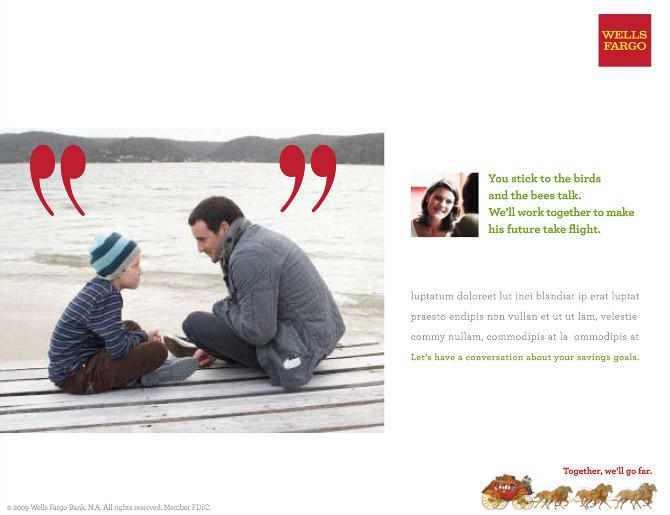 WELLS
FARGO
You stick to the birds
and the bees talk.
We'll work together to make
his future take flight.
luptatum doloreet lut inci blandiat ip erat luptat
praesto endipis non vullan et ut ut lam, velestie
commy nullam, commodipis at la ommodipis at
Let's have a conversation about your savings goals.
Together, we'll go far.
© 2009 Wells Fargo Bank, N.A. All rights reserved. Member FDIC.